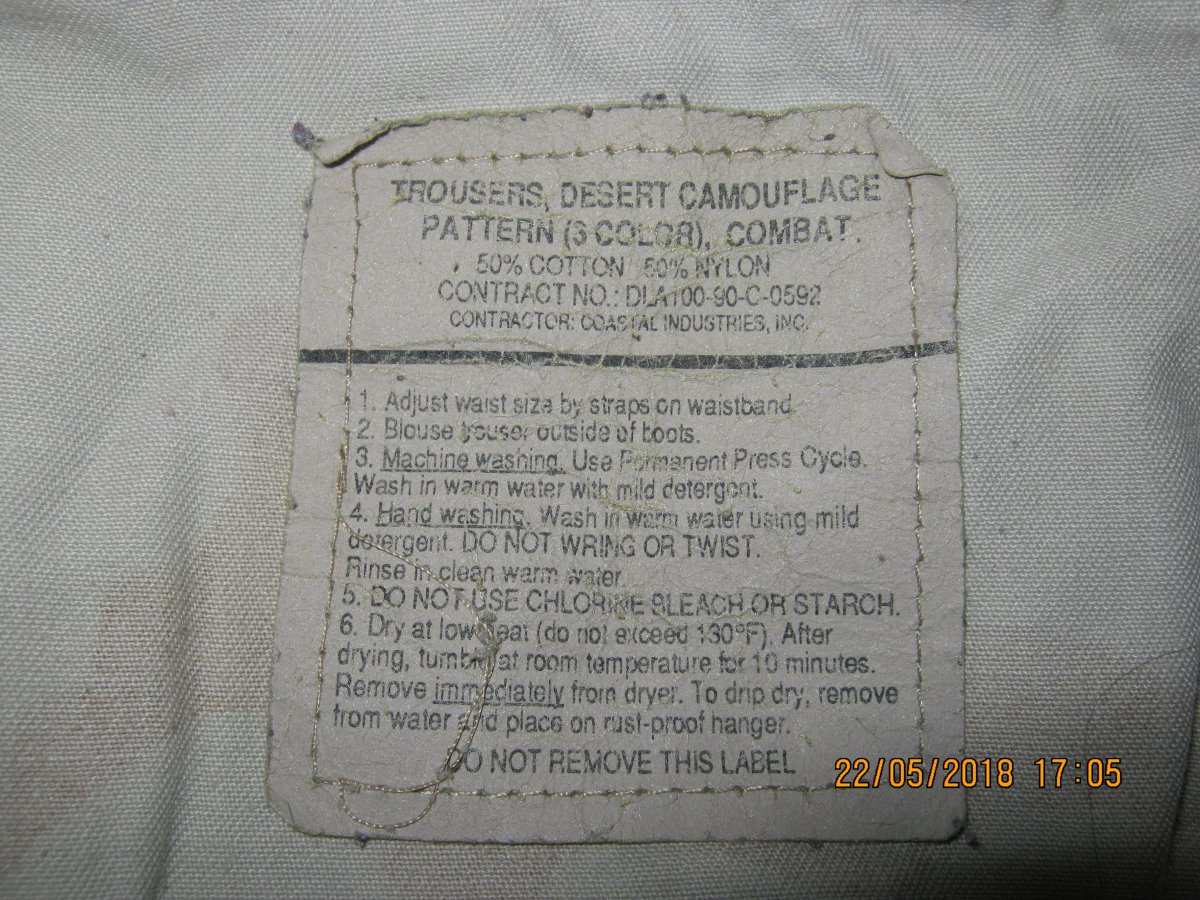 TROUSERS, DESERT CAMOUFLAGE
PATTERN (3 COLOR), COMBAT.
50% COTTON 50% NYLON
CONTRACT NO.: DLA100-90-C-0592
CONTRACTOR: COASTAL INDUSTRIES, INC.
1. Adjust waist size by straps on waistband.
2. Blouse trouser outside of boots.
3. Machine washing. Use Permanent Press Cycle.
Wash in warm water with mild detergent.
4. Hand washing. Wash in warm water using mild
detergent. DO NOT WRING OR TWIST.
Rinse in clean warm water.
5. DO NOT USE CHLORINE BLEACH OR STARCH.
6. Dry at low heat (do not exceed 130°F). After
drying, tumble at room temperature for 10 minutes.
Remove immediately from dryer. To drip dry, remove
from water and place on rust-proof hanger.
DO NOT REMOVE THIS LABEL
22/05/2018 17:05